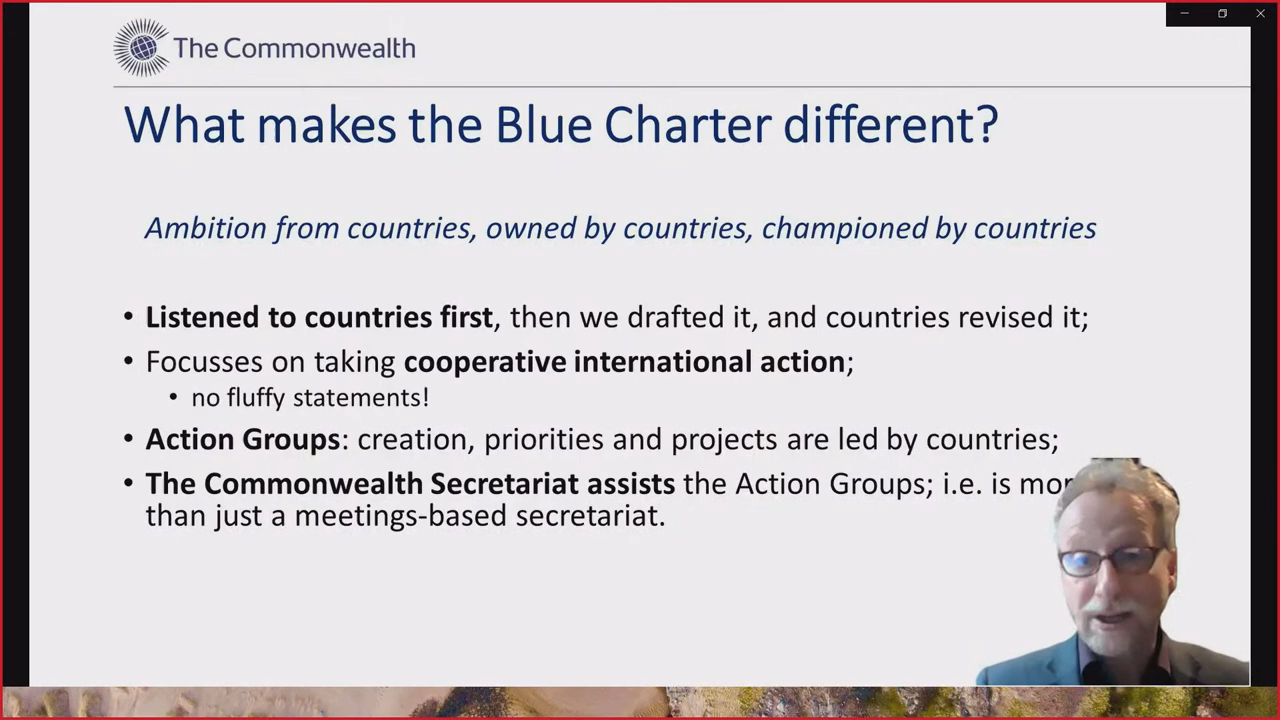 The Commonwealth
What makes the Blue Charter different?
Ambition from countries, owned by countries, championed by countries
• Listened to countries first, then we drafted it, and countries revised it;
• Focusses on taking cooperative international action;
• no fluffy statements!
• Action Groups: creation, priorities and projects are led by countries;
• The Commonwealth Secretariat assists the Action Groups; i.e. is mor
than just a meetings-based secretariat.